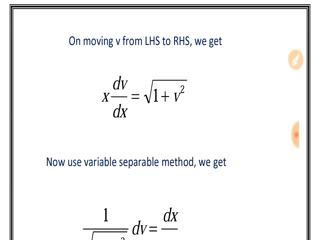 On moving v from LHS to RHS, we get
x dv/dx = √(1 + v²)
Now use variable separable method, we get
1
dv = dx